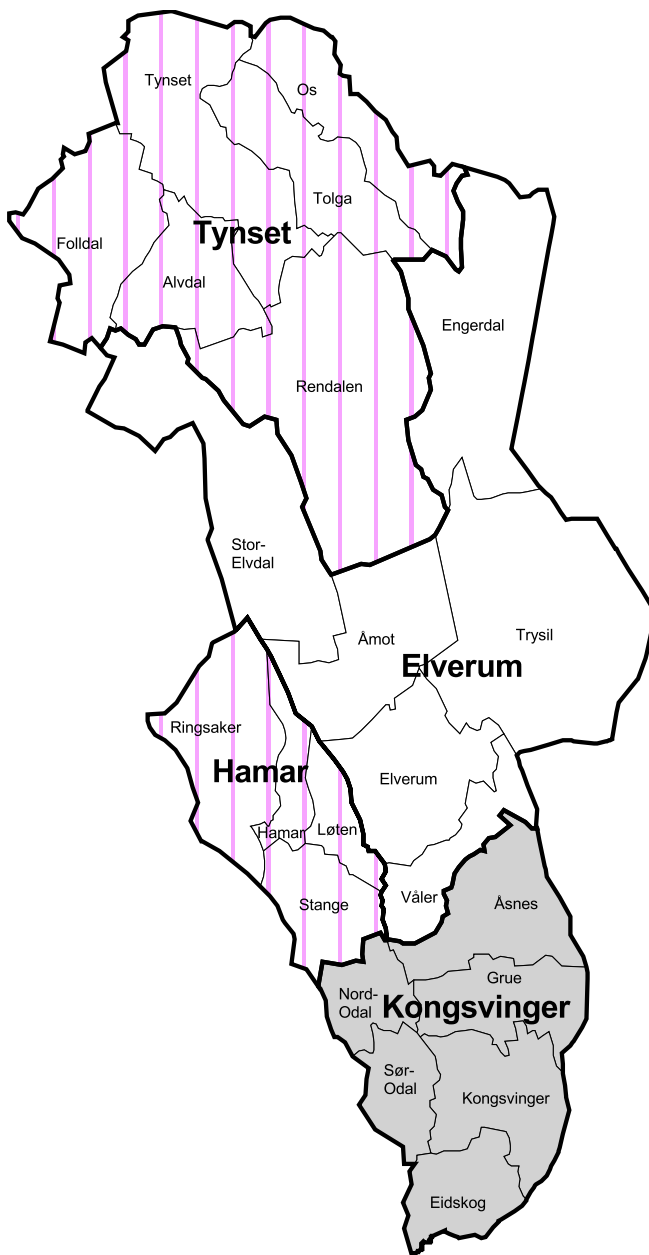 Tynset
Os
Tolga
Tynset
Folldal
Alvdal
Engerdal
Rendalen
Stor-
Elvdal
Åmot
Trysil
Elverum
Ringsaker
Hamar
Elverum
Hamar
Løten
Våler
Stange
Åsnes
Grue
Nord-
Odal
Kongsvinger
Sør-
Odal
Kongsvinger
Eidskog